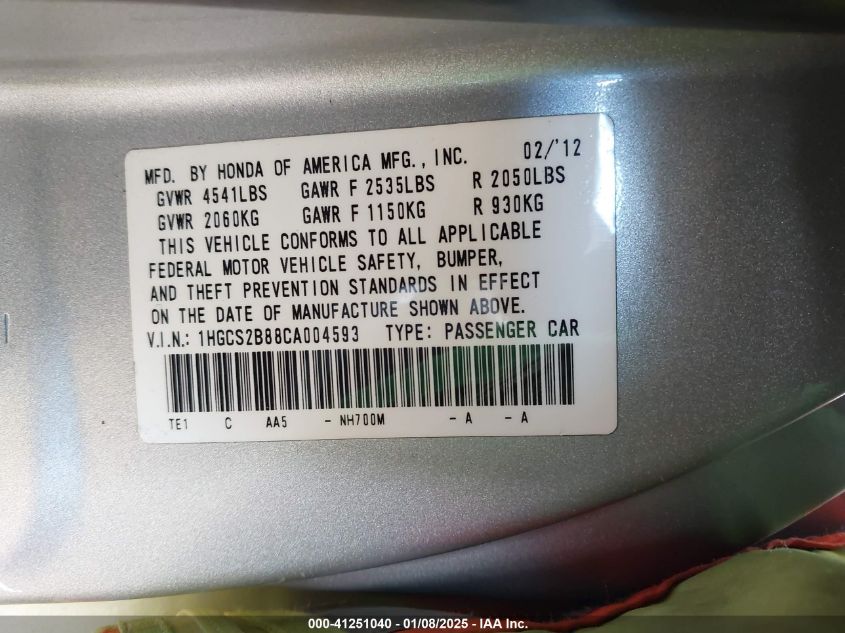 MFD. BY HONDA OF AMERICA MFG., INC. 02/'12
GVWR 4541LBS GAWR F 2535LBS R 2050LBS
GVWR 2060KG GAWR F 1150KG R 930KG
THIS VEHICLE CONFORMS TO ALL APPLICABLE
FEDERAL MOTOR VEHICLE SAFETY, BUMPER,
AND THEFT PREVENTION STANDARDS IN EFFECT
ON THE DATE OF MANUFACTURE SHOWN ABOVE.
V.I.N.: 1HGCS2B88CA004593 TYPE: PASSENGER CAR
TE1 C AA5 - NH700M - A - A
000-41251040 - 01/08/2025 - IAA Inc.